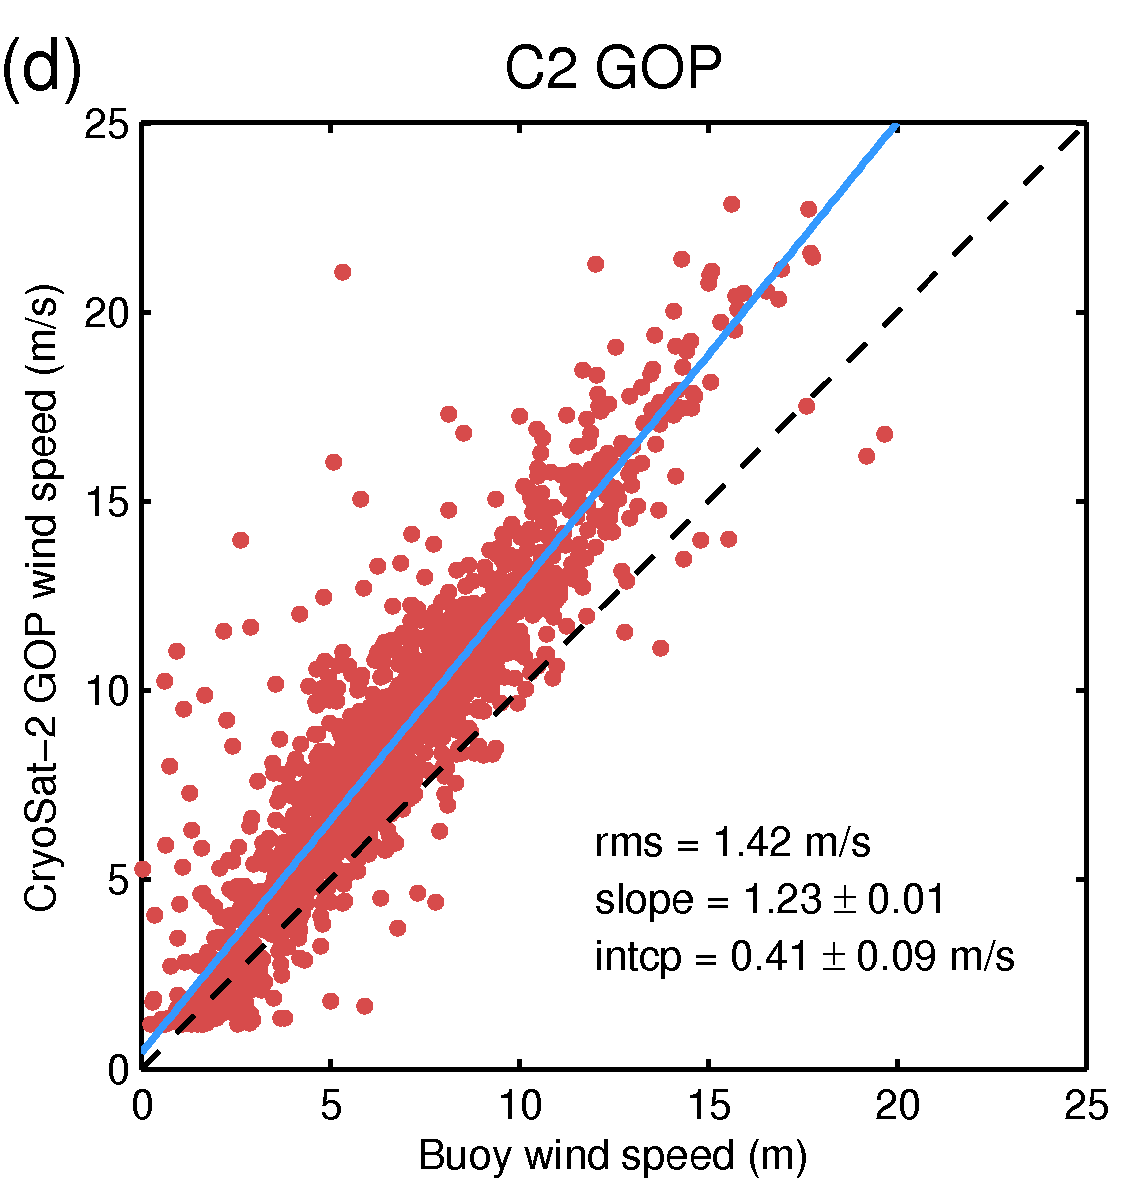 (d)
C2 GOP
25
20
15
10
5
0
CryoSat−2 GOP wind speed (m/s)
rms = 1.42 m/s
slope = 1.23 ± 0.01
intcp = 0.41 ± 0.09 m/s
0 5 10 15 20 25
Buoy wind speed (m)